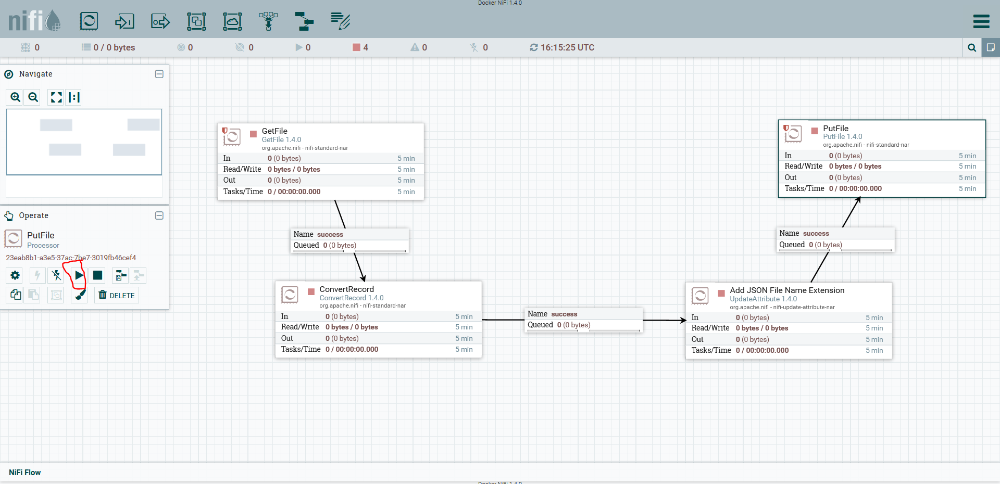 Docker NiFi 1.4.0
nifi
0
0 / 0 bytes
0
0
0
4
0
0
16:15:25 UTC
Navigate
Operate
PutFile
Processor
23eab8b1-a3e5-37ac-7be7-3019fb46cef4
DELETE
GetFile
GetFile 1.4.0
org.apache.nifi - nifi-standard-nar
In 0 (0 bytes) 5 min
Read/Write 0 bytes / 0 bytes 5 min
Out 0 (0 bytes) 5 min
Tasks/Time 0 / 00:00:00.000 5 min
Name success
Queued 0 (0 bytes)
ConvertRecord
ConvertRecord 1.4.0
org.apache.nifi - nifi-standard-nar
In 0 (0 bytes) 5 min
Read/Write 0 bytes / 0 bytes 5 min
Out 0 (0 bytes) 5 min
Tasks/Time 0 / 00:00:00.000 5 min
Name success
Queued 0 (0 bytes)
Add JSON File Name Extension
UpdateAttribute 1.4.0
org.apache.nifi - nifi-update-attribute-nar
In 0 (0 bytes) 5 min
Read/Write 0 bytes / 0 bytes 5 min
Out 0 (0 bytes) 5 min
Tasks/Time 0 / 00:00:00.000 5 min
Name success
Queued 0 (0 bytes)
PutFile
PutFile 1.4.0
org.apache.nifi - nifi-standard-nar
In 0 (0 bytes) 5 min
Read/Write 0 bytes / 0 bytes 5 min
Out 0 (0 bytes) 5 min
Tasks/Time 0 / 00:00:00.000 5 min
NiFi Flow
Docker NiFi 1.4.0